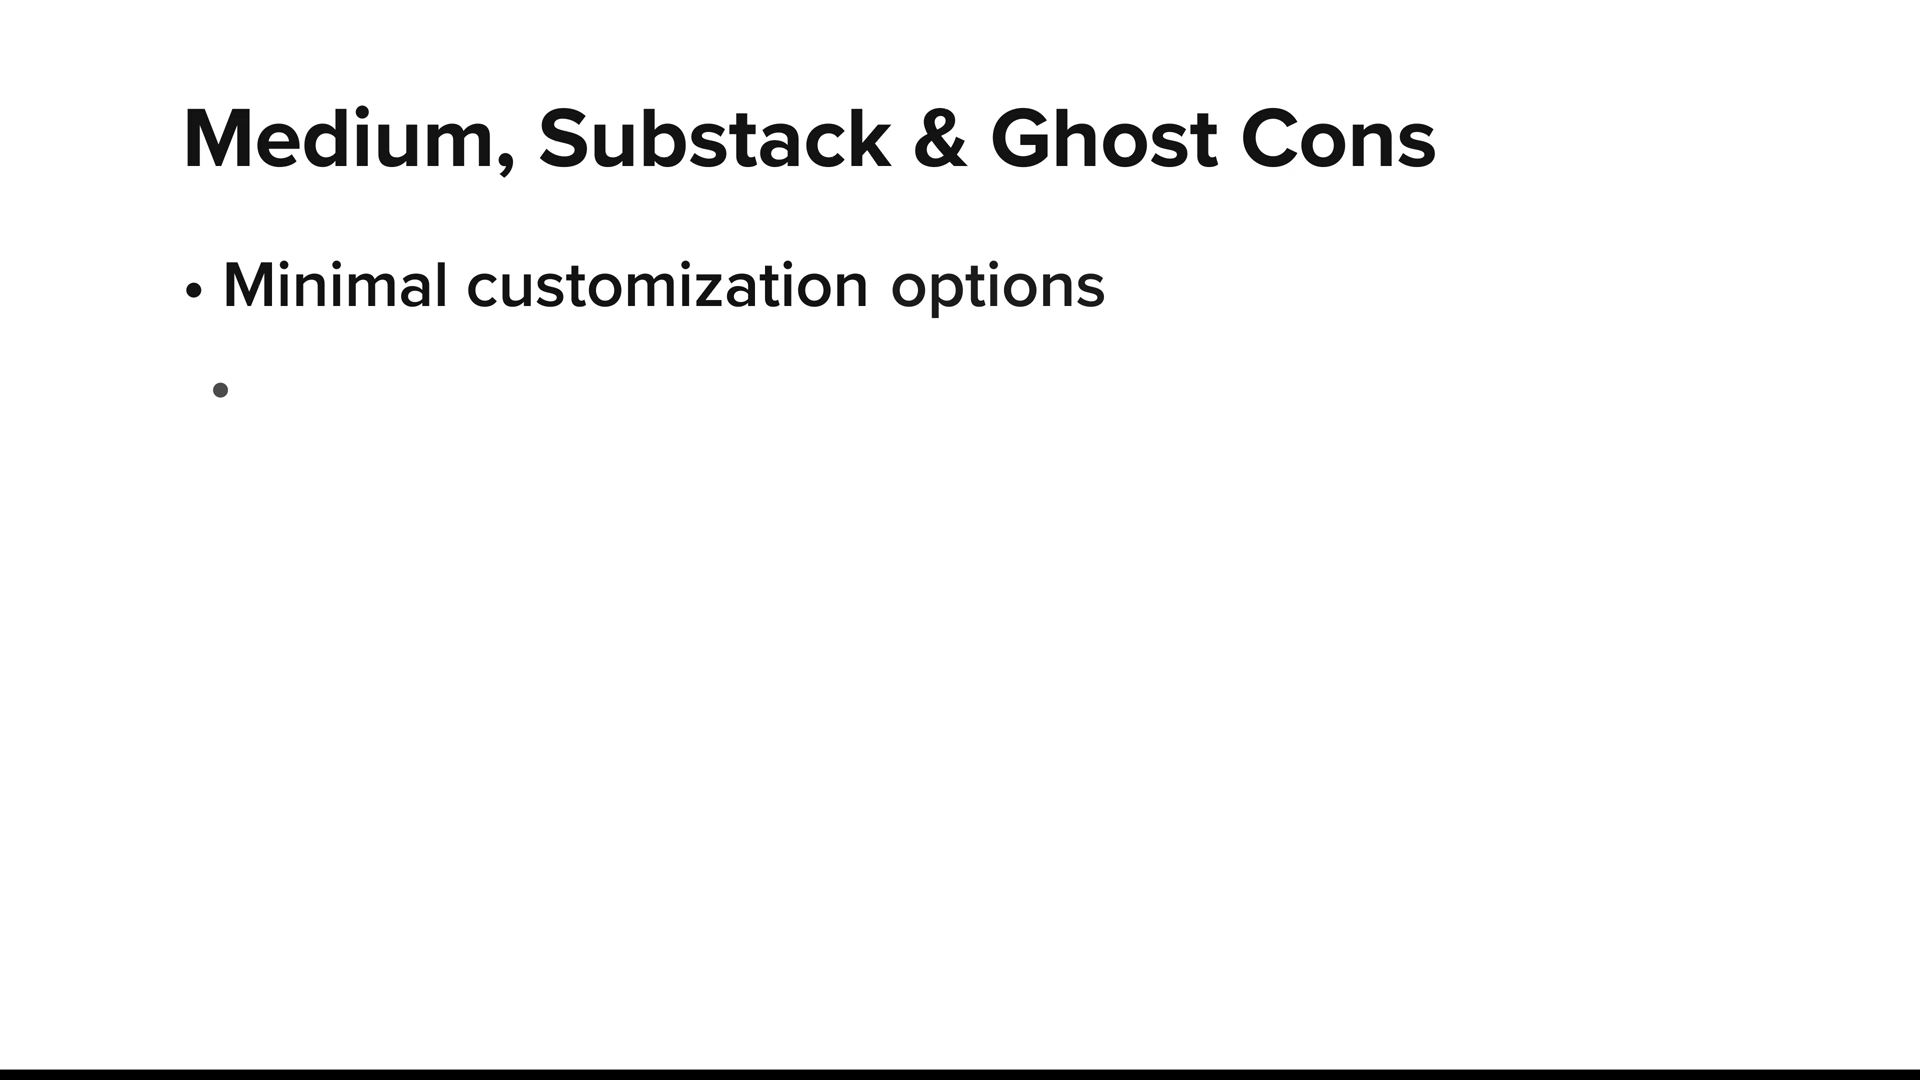 Medium, Substack & Ghost Cons
• Minimal customization options
•